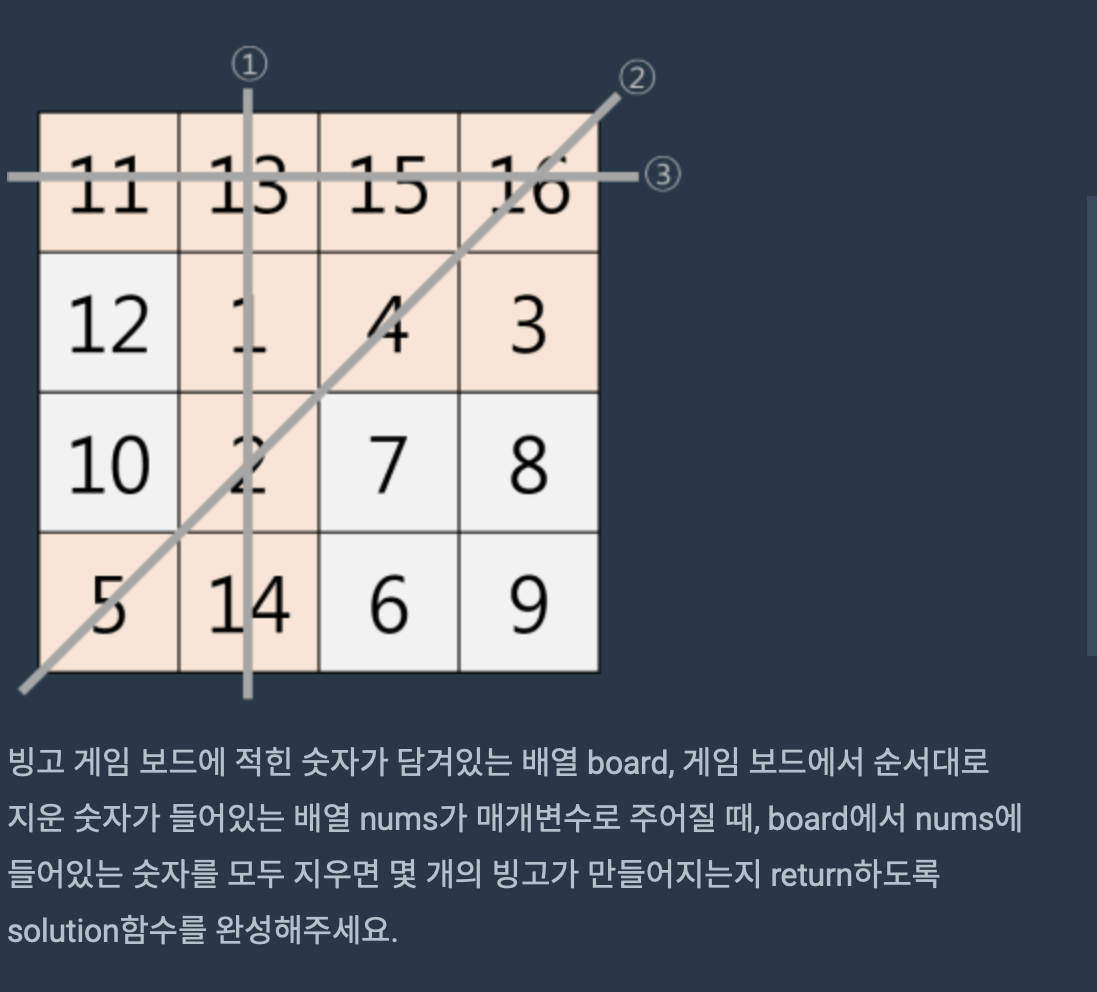 ①
②
11 13 15 16 ③
12 1 4 3
10 2 7 8
5 14 6 9
빙고 게임 보드에 적힌 숫자가 담겨있는 배열 board, 게임 보드에서 순서대로
지운 숫자가 들어있는 배열 nums가 매개변수로 주어질 때, board에서 nums에
들어있는 숫자를 모두 지우면 몇 개의 빙고가 만들어지는지 return하도록
solution함수를 완성해주세요.